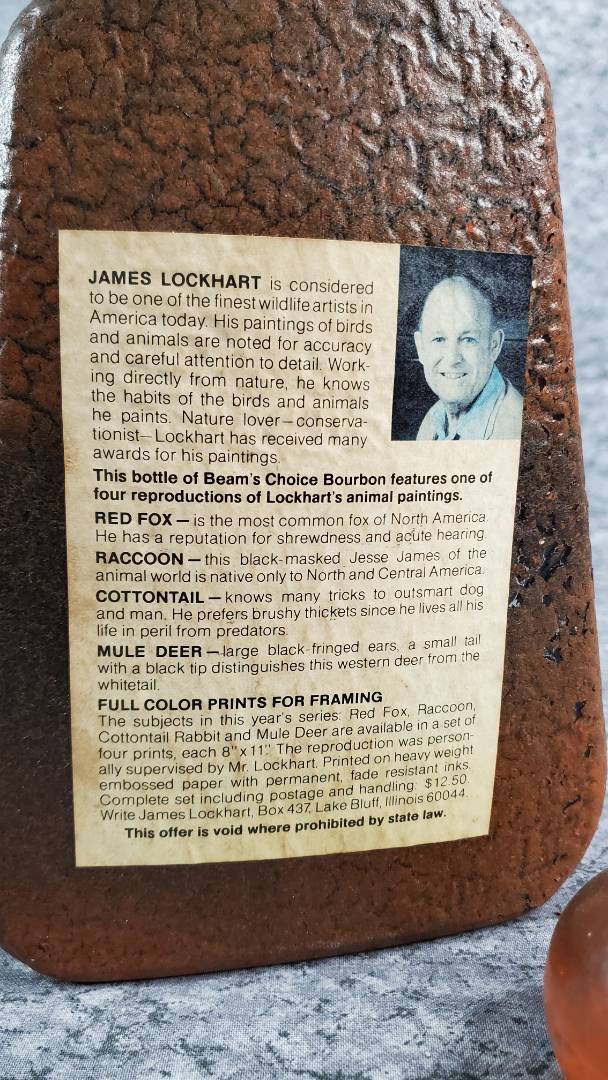 JAMES LOCKHART is considered
to be one of the finest wildlife artists in
America today. His paintings of birds
and animals are noted for accuracy
and careful attention to detail. Work-
ing directly from nature, he knows
the habits of the birds and animals
he paints. Nature lover—conserva-
tionist—Lockhart has received many
awards for his paintings.
This bottle of Beam's Choice Bourbon features one of
four reproductions of Lockhart's animal paintings.
RED FOX — is the most common fox of North America.
He has a reputation for shrewdness and acute hearing.
RACCOON — this black-masked Jesse James of the
animal world is native only to North and Central America.
COTTONTAIL — knows many tricks to outsmart dog
and man. He prefers brushy thickets since he lives all his
life in peril from predators.
MULE DEER — large black-fringed ears, a small tail
with a black tip distinguishes this western deer from the
whitetail.
FULL COLOR PRINTS FOR FRAMING
The subjects in this year's series: Red Fox, Raccoon,
Cottontail Rabbit and Mule Deer are available in a set of
four prints, each 8" x 11". The reproduction was person-
ally supervised by Mr. Lockhart. Printed on heavy weight
embossed paper with permanent, fade resistant inks.
Complete set including postage and handling: $12.50.
Write James Lockhart, Box 437, Lake Bluff, Illinois 60044.
This offer is void where prohibited by state law.